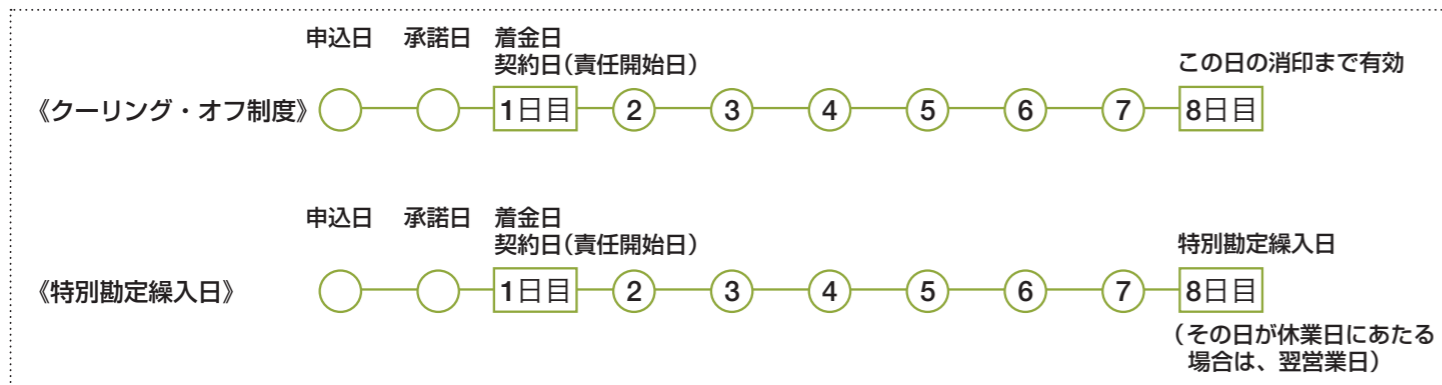 申込日 承諾日 着金日
契約日(責任開始日) この日の消印まで有効
《クーリング・オフ制度》 1日目 2 3 4 5 6 7 8日目
申込日 承諾日 着金日
契約日(責任開始日) 特別勘定繰入日
《特別勘定繰入日》 1日目 2 3 4 5 6 7 8日目
(その日が休業日にあたる
場合は、翌営業日)